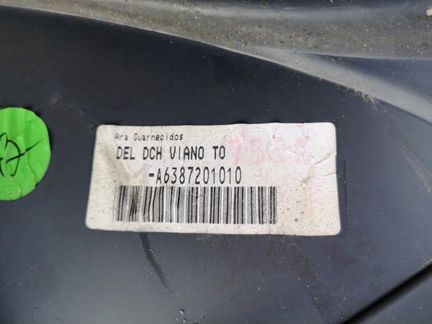 Ara Guarnecidos
DEL DCH VIANO TO
-A6387201010